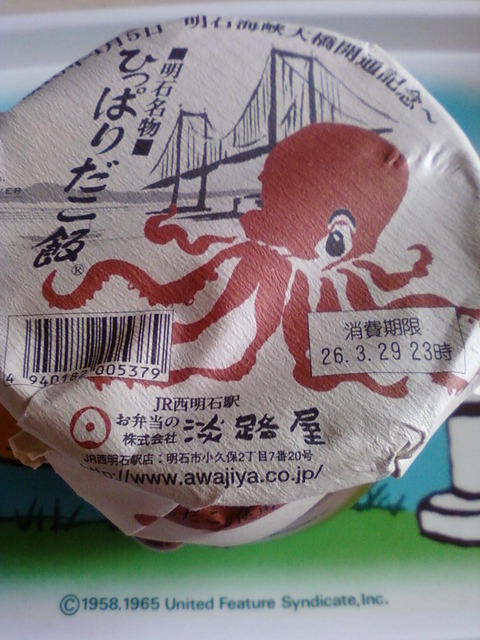 月5日 明石海峡大橋開通記念～
■明石名物■
ひっぱりだこ飯®
消費期限
26.3.29 23時
4 940182 005379
JR西明石駅
お弁当の
株式会社 淡路屋
JR西明石駅店：明石市小久保2丁目7番20号
http://www.awajiya.co.jp/
©1958.1965 United Feature Syndicate,Inc.